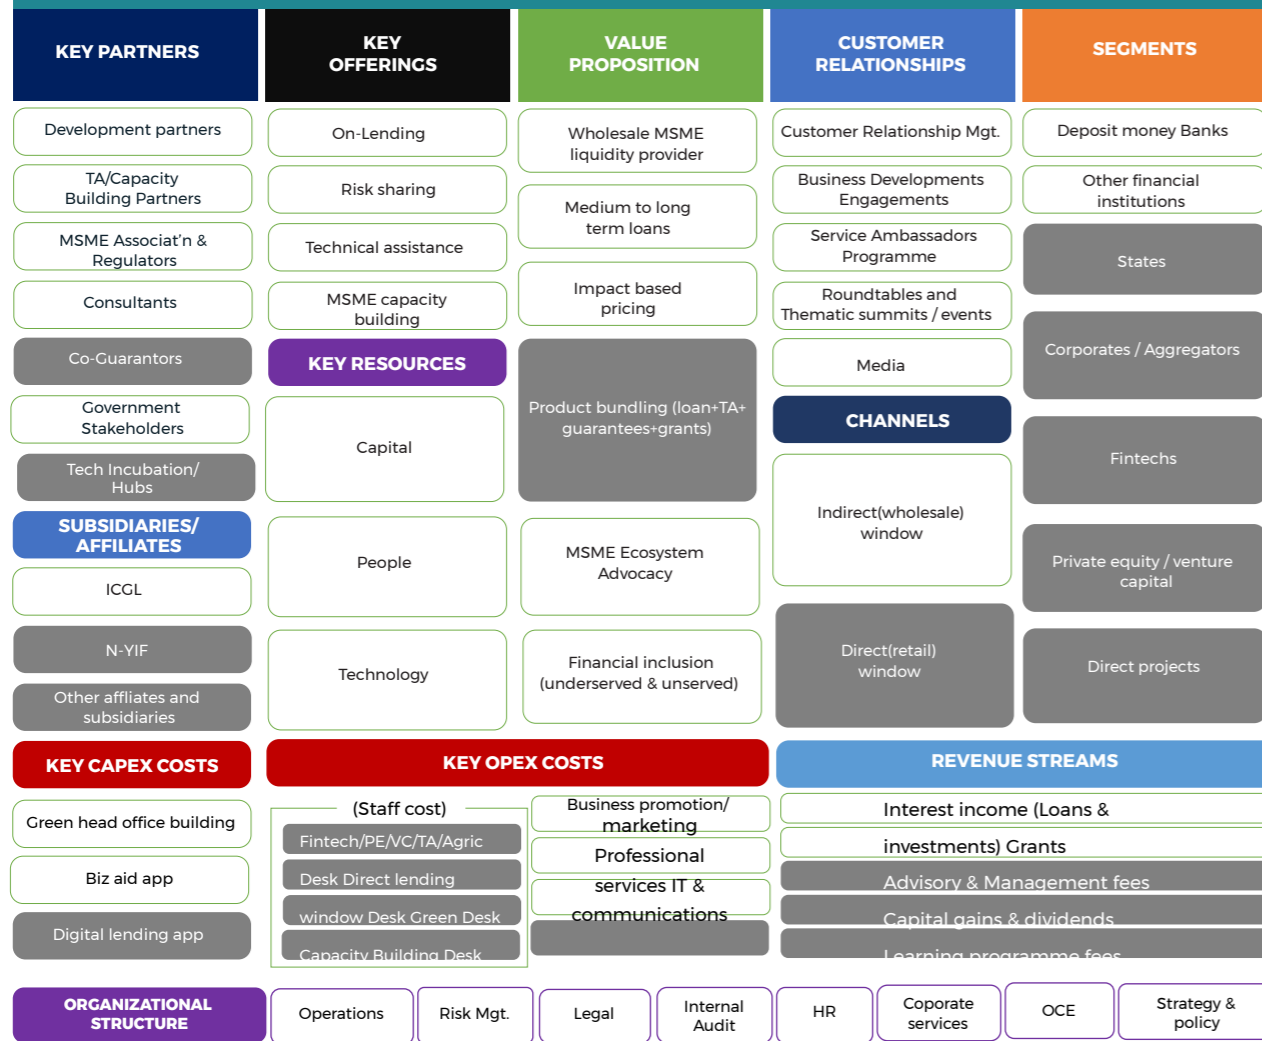 KEY PARTNERS
KEY
OFFERINGS
VALUE
PROPOSITION
CUSTOMER
RELATIONSHIPS
SEGMENTS
Development partners
TA/Capacity
Building Partners
MSME Associat'n &
Regulators
Consultants
Co-Guarantors
Government
Stakeholders
Tech Incubation/
Hubs
SUBSIDIARIES/
AFFILIATES
ICGL
N-YIF
Other affliates and
subsidiaries
On-Lending
Risk sharing
Technical assistance
MSME capacity
building
KEY RESOURCES
Capital
People
Technology
Wholesale MSME
liquidity provider
Medium to long
term loans
Impact based
pricing
Product bundling (loan+TA+
guarantees+grants)
MSME Ecosystem
Advocacy
Financial inclusion
(underserved & unserved)
Customer Relationship Mgt.
Business Developments
Engagements
Service Ambassadors
Programme
Roundtables and
Thematic summits / events
Media
CHANNELS
Indirect(wholesale)
window
Direct(retail)
window
Deposit money Banks
Other financial
institutions
States
Corporates / Aggregators
Fintechs
Private equity / venture
capital
Direct projects
KEY CAPEX COSTS
Green head office building
Biz aid app
Digital lending app
KEY OPEX COSTS
(Staff cost)
Fintech/PE/VC/TA/Agric
Desk Direct lending
window Desk Green Desk
Capacity Building Desk
Business promotion/
marketing
Professional
services IT &
communications
REVENUE STREAMS
Interest income (Loans &
investments) Grants
Advisory & Management fees
Capital gains & dividends
Learning programme fees
ORGANIZATIONAL
STRUCTURE
Operations
Risk Mgt.
Legal
Internal
Audit
HR
Coporate
services
OCE
Strategy &
policy